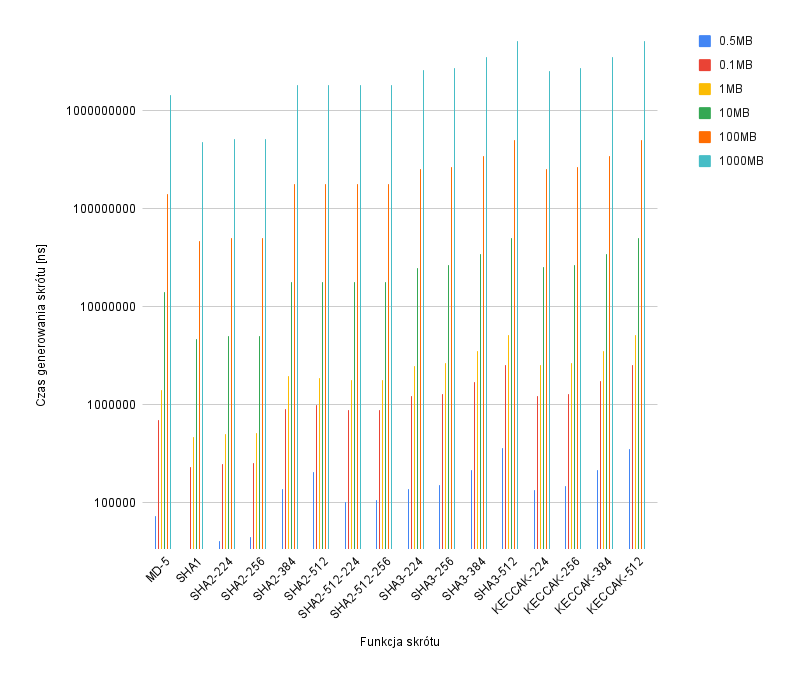 0.5MB
0.1MB
1MB
10MB
100MB
1000MB
1000000000
100000000
10000000
1000000
100000
Czas generowania skrótu [ns]
MD-5
SHA1
SHA2-224
SHA2-256
SHA2-384
SHA2-512
SHA2-512-224
SHA2-512-256
SHA3-224
SHA3-256
SHA3-384
SHA3-512
KECCAK-224
KECCAK-256
KECCAK-384
KECCAK-512
Funkcja skrótu